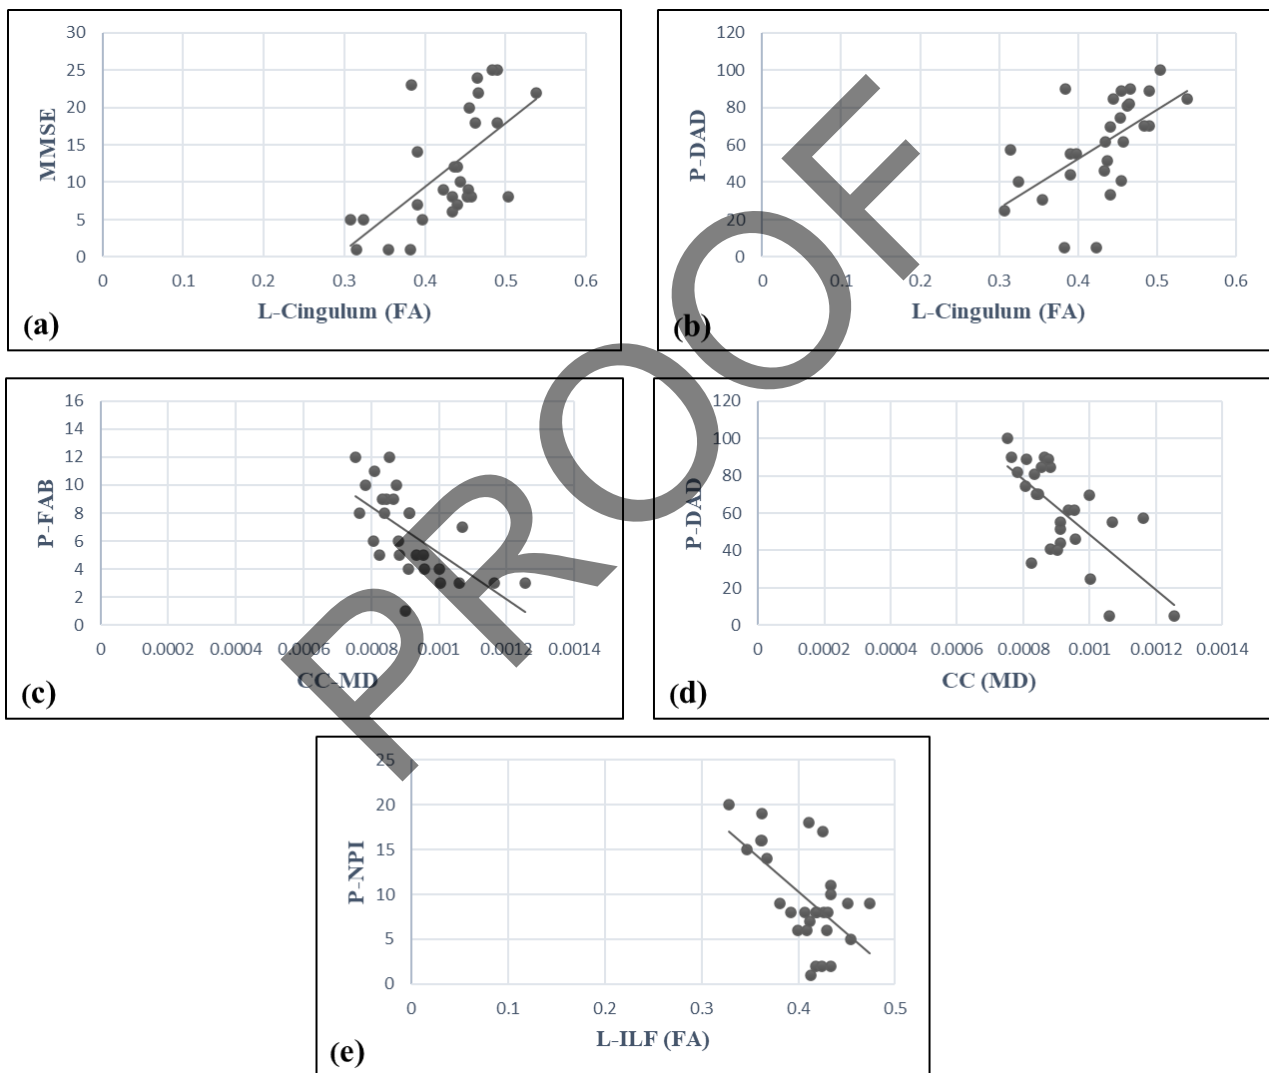 30
25
20
15
10
5
0
MMSE
0 0.1 0.2 0.3 0.4 0.5 0.6
L-Cingulum (FA)
(a)
120
100
80
60
40
20
0
P-DAD
0 0.1 0.2 0.3 0.4 0.5 0.6
L-Cingulum (FA)
(b)
16
14
12
10
8
6
4
2
0
P-FAB
0 0.0002 0.0004 0.0006 0.0008 0.001 0.0012 0.0014
CC-MD
(c)
120
100
80
60
40
20
0
P-DAD
0 0.0002 0.0004 0.0006 0.0008 0.001 0.0012 0.0014
CC (MD)
(d)
25
20
15
10
5
0
P-NPI
0 0.1 0.2 0.3 0.4 0.5
L-ILF (FA)
(e)
PROOF